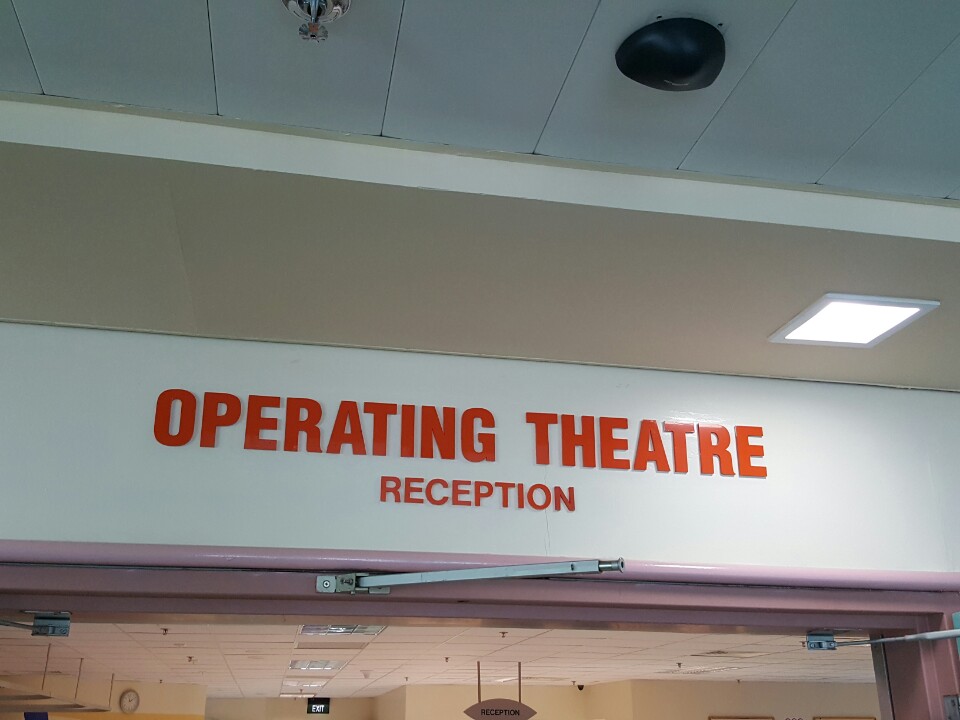 OPERATING THEATRE
RECEPTION
EXIT
RECEPTION